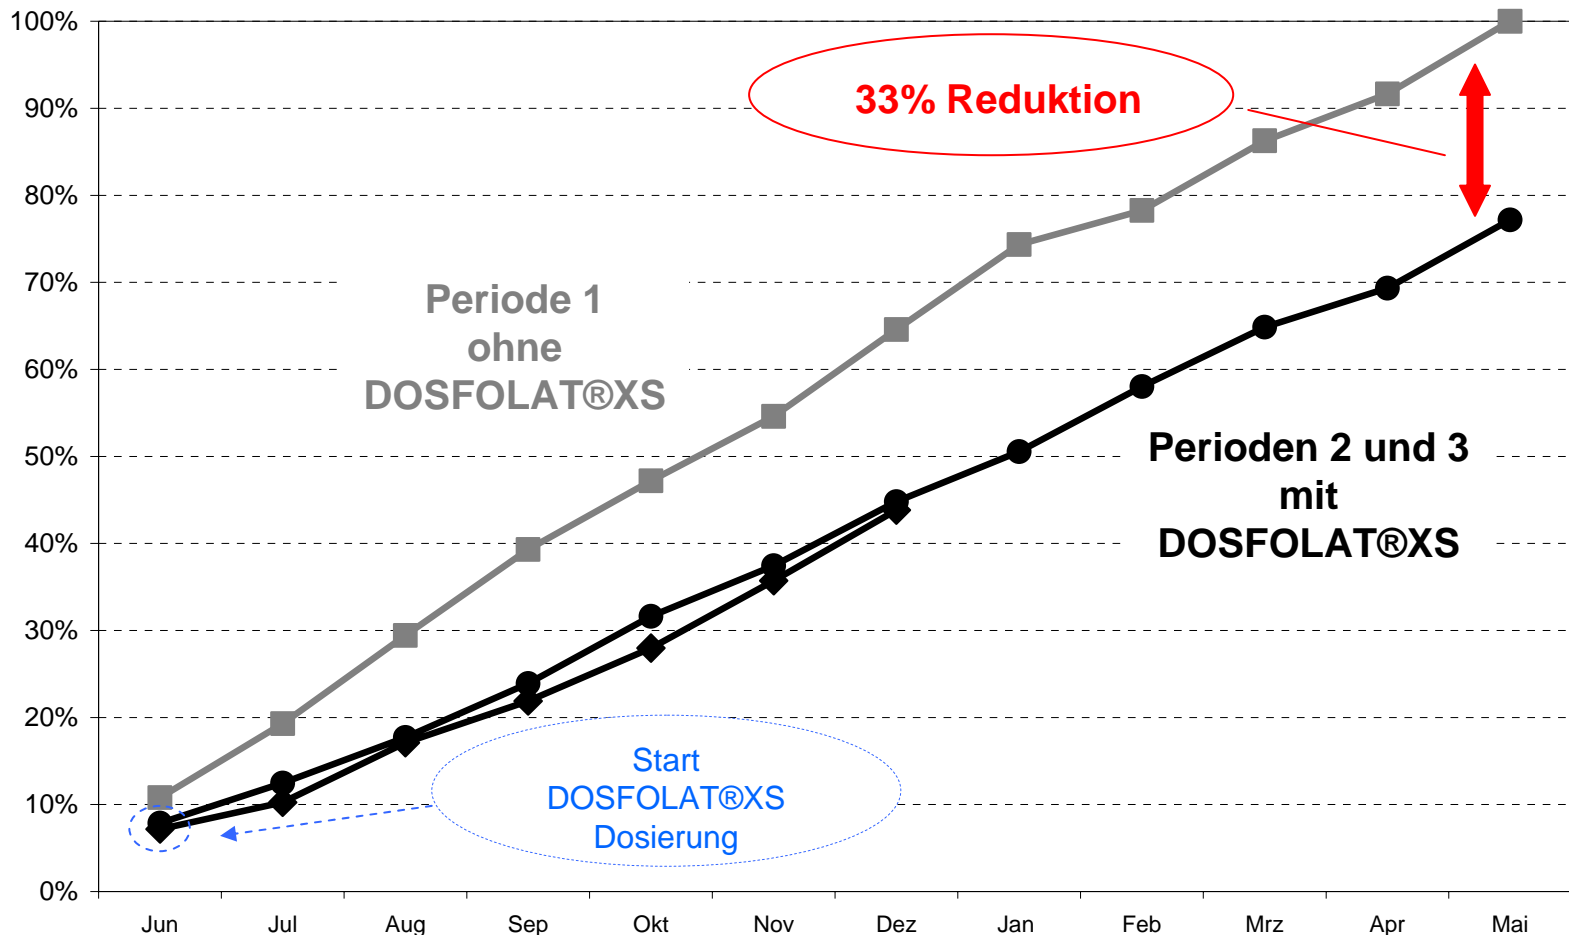 100%
90%
80%
70%
60%
50%
40%
30%
20%
10%
0%
33% Reduktion
Periode 1
ohne
DOSFOLAT®XS
Perioden 2 und 3
mit
DOSFOLAT®XS
Start
DOSFOLAT®XS
Dosierung
Jun Jul Aug Sep Okt Nov Dez Jan Feb Mrz Apr Mai